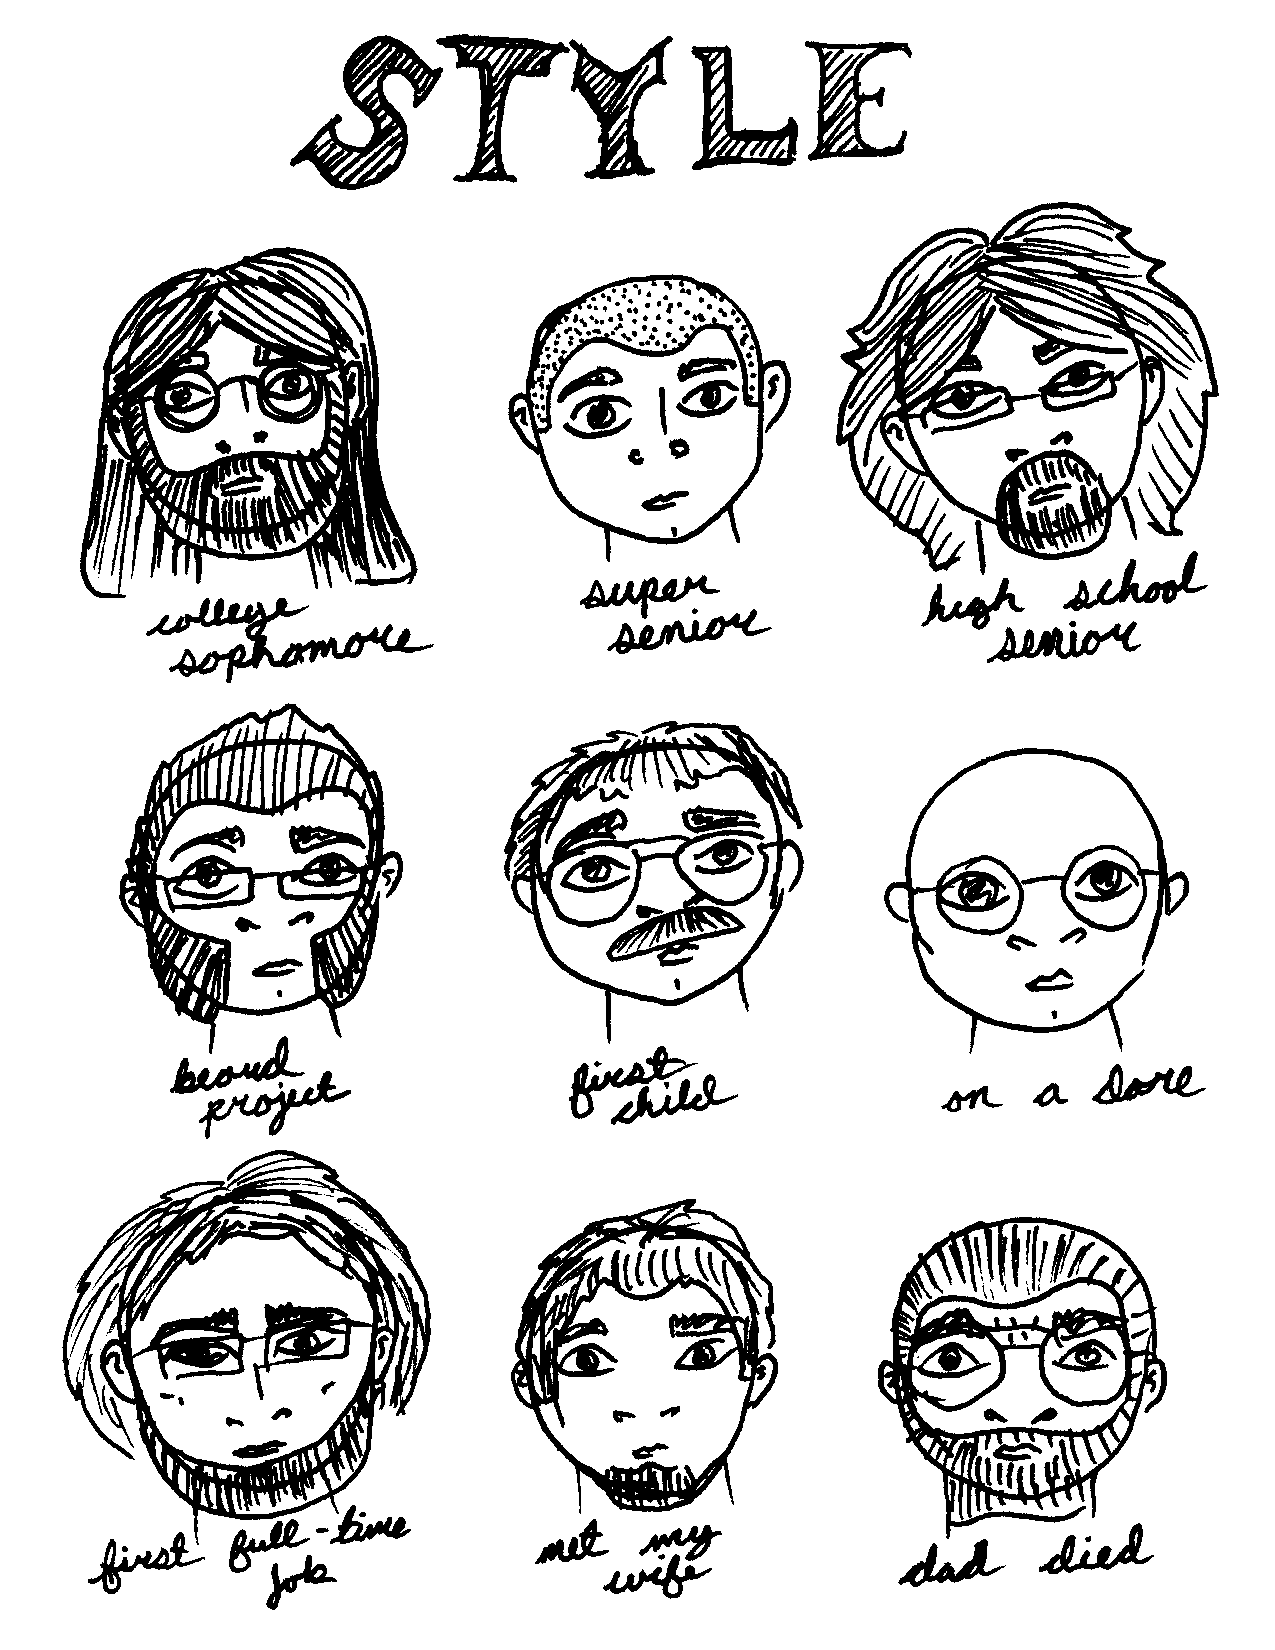 STYLE
college
sophomore
super
senior
high school
senior
beard
project
first
child
on a dare
first full-time
job
met my
wife
dad died